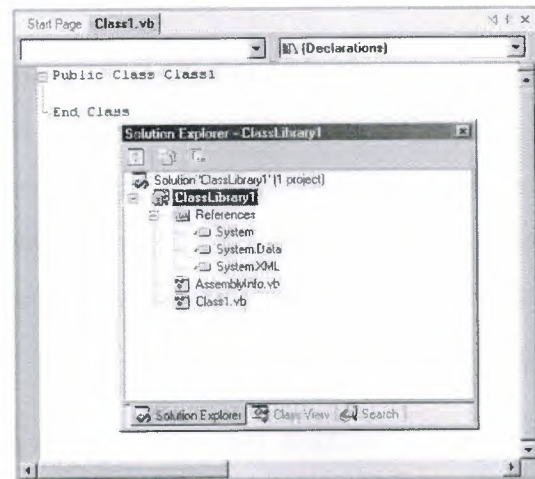 Start Page Class1.vb
(Declarations)
Public Class Class1
End Class
Solution Explorer - ClassLibrary1
Solution 'ClassLibrary1' (1 project)
ClassLibrary1
References
System
System.Data
System.XML
AssemblyInfo.vb
Class1.vb
Solution Explorer Class View Search